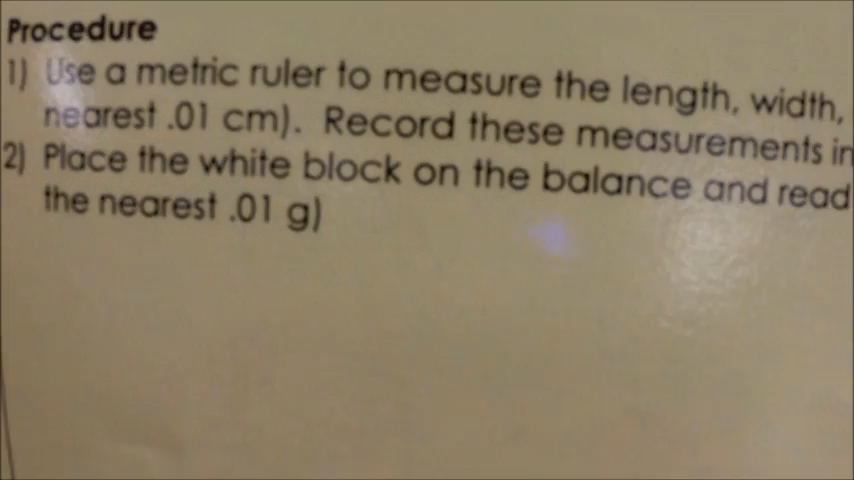 Procedure
1) Use a metric ruler to measure the length, width,
nearest .01 cm). Record these measurements in
2) Place the white block on the balance and read
the nearest .01 g)